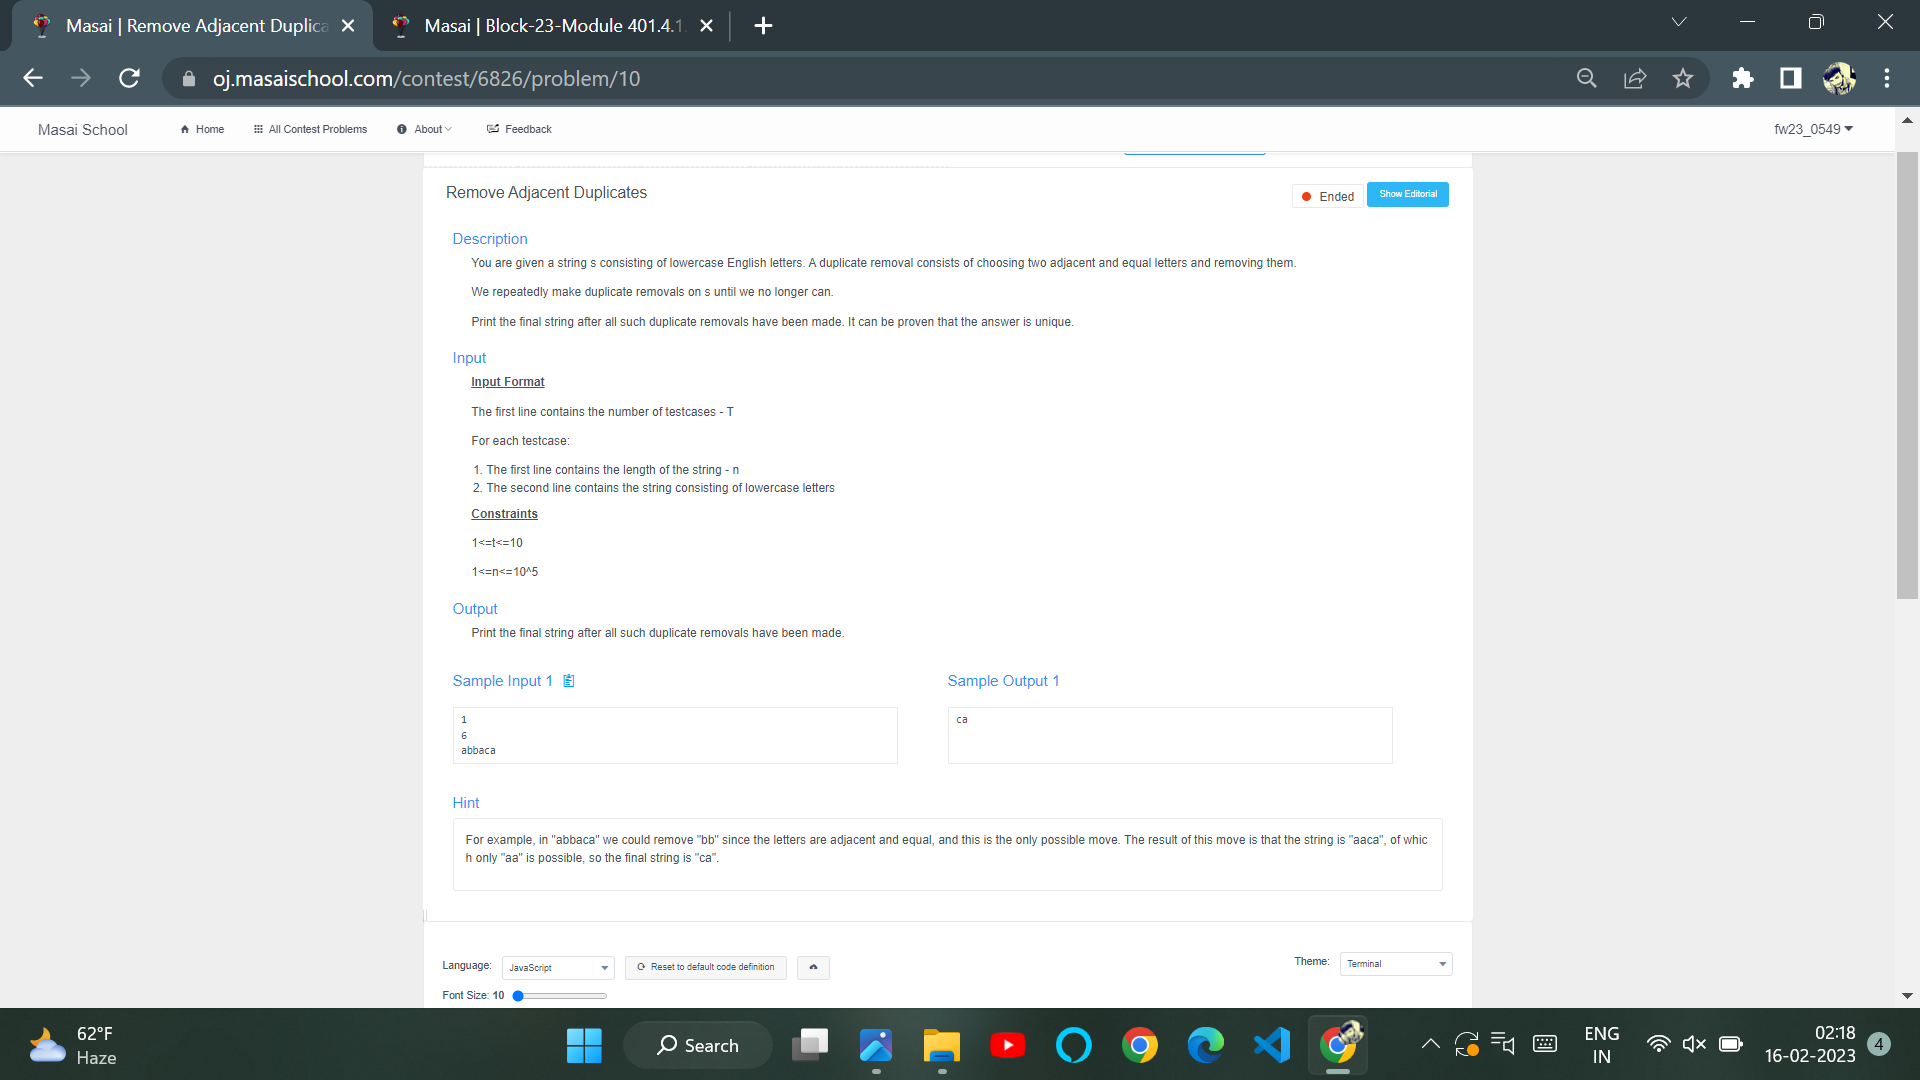 Masai | Remove Adjacent Duplica
Masai | Block-23-Module 401.4.1
oj.masaischool.com/contest/6826/problem/10
Masai School
Home
All Contest Problems
About
Feedback
fw23_0549
Remove Adjacent Duplicates
Ended
Show Editorial
Description
You are given a string s consisting of lowercase English letters. A duplicate removal consists of choosing two adjacent and equal letters and removing them.
We repeatedly make duplicate removals on s until we no longer can.
Print the final string after all such duplicate removals have been made. It can be proven that the answer is unique.
Input
Input Format
The first line contains the number of testcases - T
For each testcase:
1. The first line contains the length of the string - n
2. The second line contains the string consisting of lowercase letters
Constraints
1<=t<=10
1<=n<=10^5
Output
Print the final string after all such duplicate removals have been made.
Sample Input 1
Sample Output 1
1
6
abbaca
ca
Hint
For example, in "abbaca" we could remove "bb" since the letters are adjacent and equal, and this is the only possible move. The result of this move is that the string is "aaca", of whic
h only "aa" is possible, so the final string is "ca".
Language:
JavaScript
Reset to default code definition
Theme:
Terminal
Font Size: 10
62°F
Haze
Search
ENG
IN
02:18
16-02-2023
4